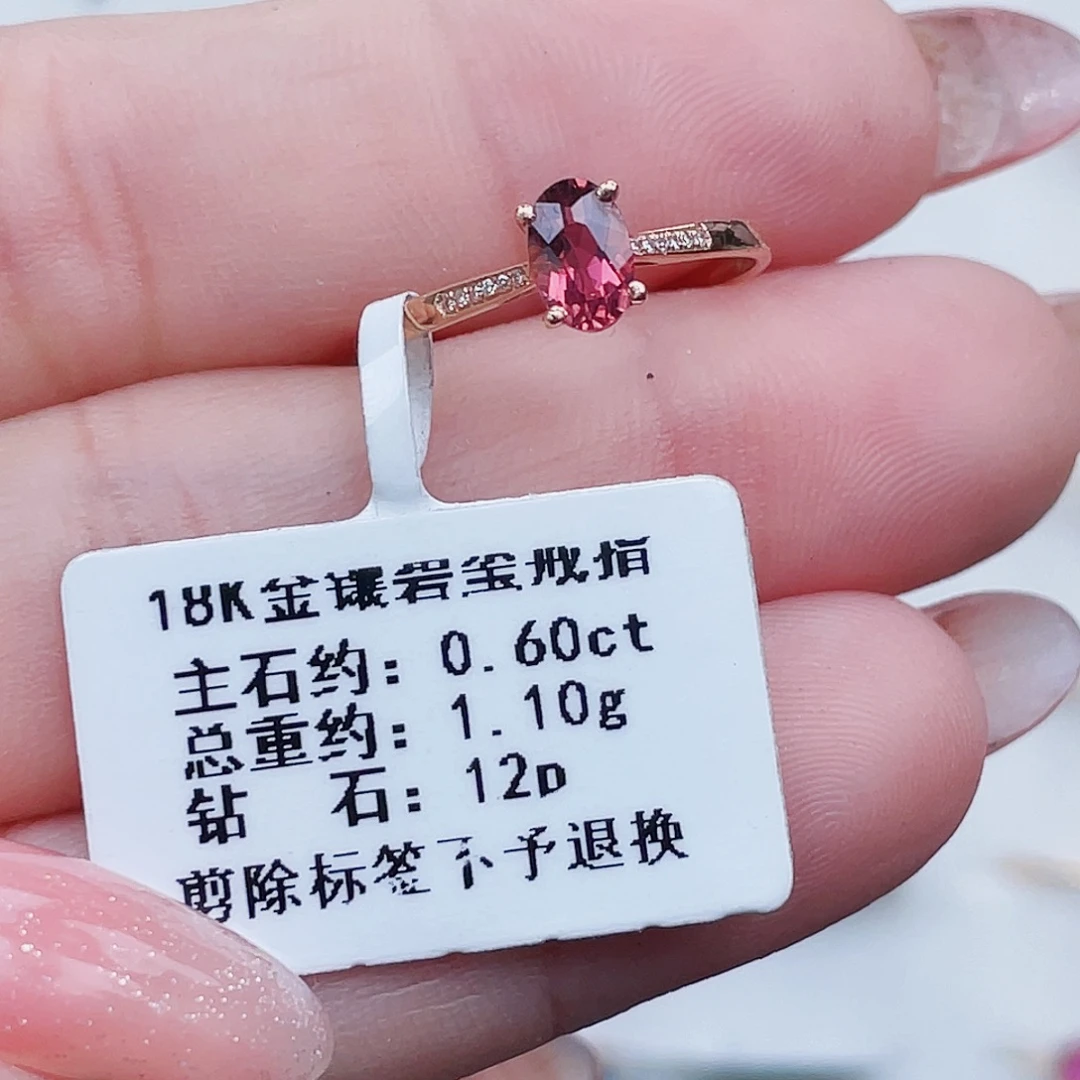 18K金镶碧玺戒指
主石约: 0.60ct
总重约: 1.10g
钻 石: 12p
剪除标签不予退换